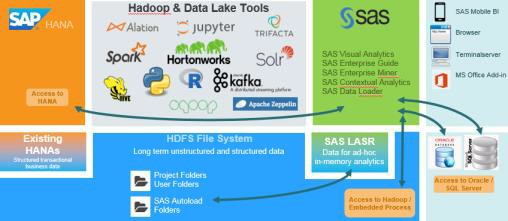 SAP HANA
Access to
HANA
Hadoop & Data Lake Tools
Alation
jupyter
TRIFACTA
Spark
Hortonworks
Solr
HIVE
Python
R
kafka
A distributed streaming platform
sqoop
Apache Zeppelin
sas
SAS Visual Analytics
SAS Enterprise Guide
SAS Enterprise Miner
SAS Contextual Analytics
SAS Data Loader
SAS Mobile BI
Browser
Terminalserver
MS Office Add-in
Existing
HANAs
Structured transactional
business data
HDFS File System
Long term unstructured and structured data
Project Folders
User Folders
SAS Autoload
Folders
SAS LASR
Data for ad-hoc
in-memory analytics
Access to Hadoop /
Embedded Process
ORACLE
DATABASE
SQL Server
Access to Oracle /
SQL Server